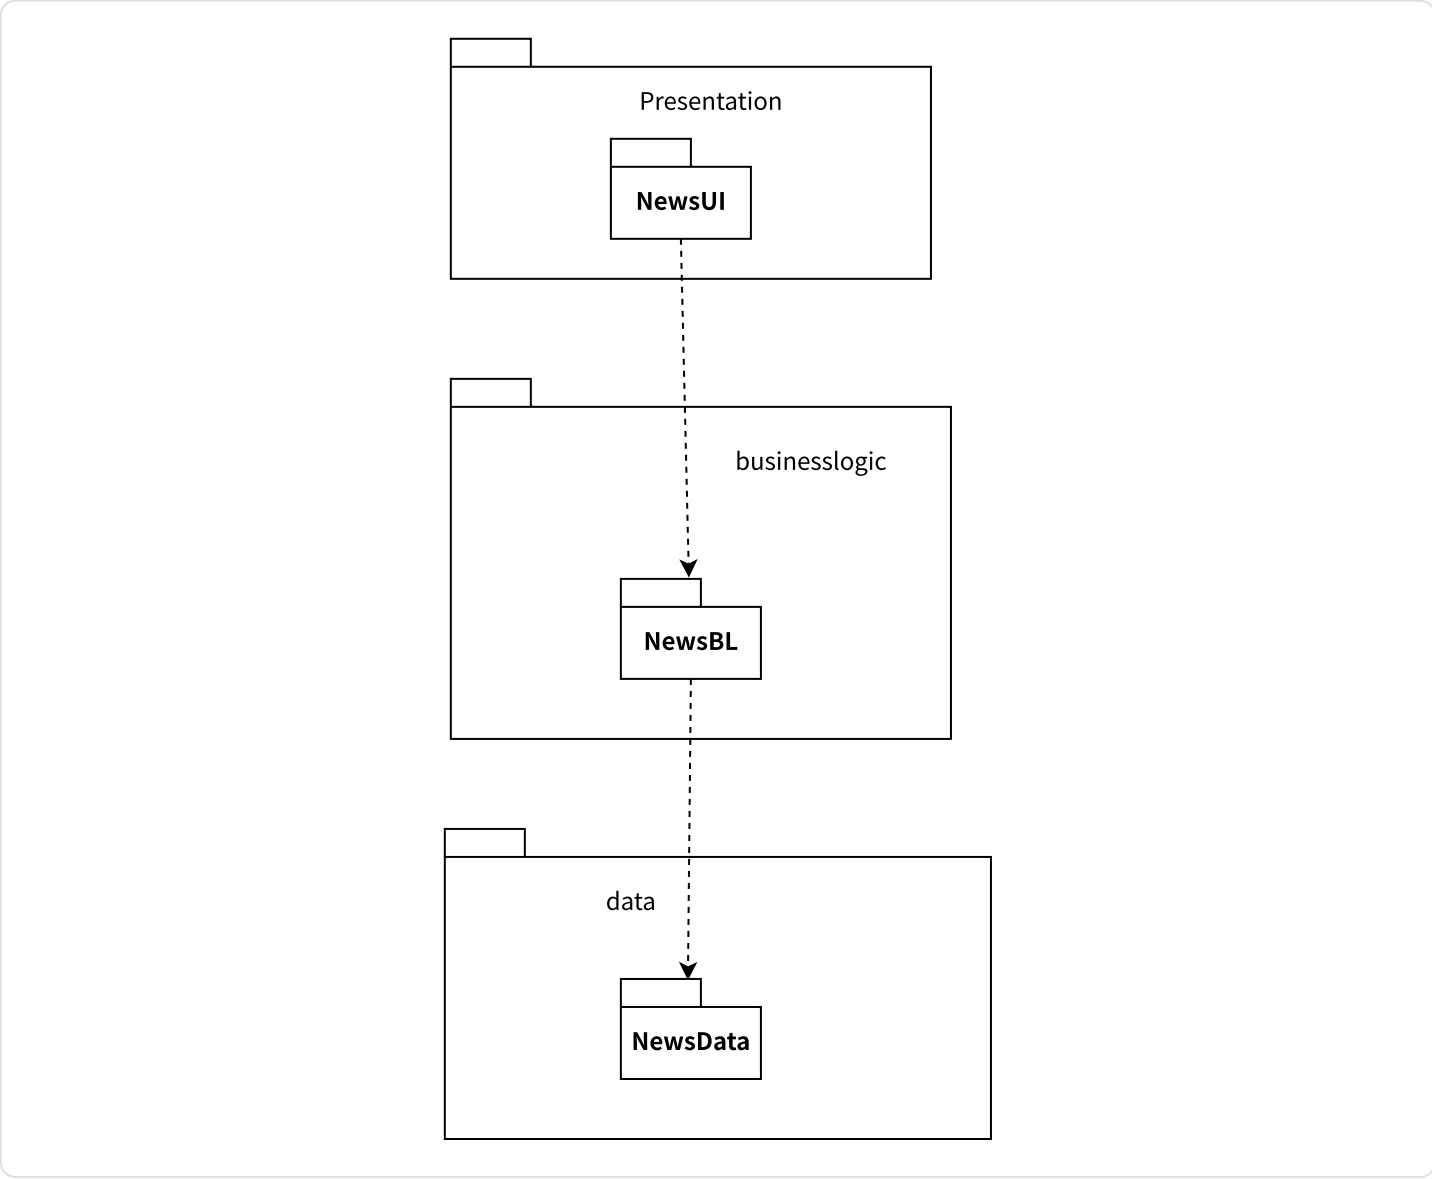 Presentation
NewsUI
businesslogic
NewsBL
data
NewsData